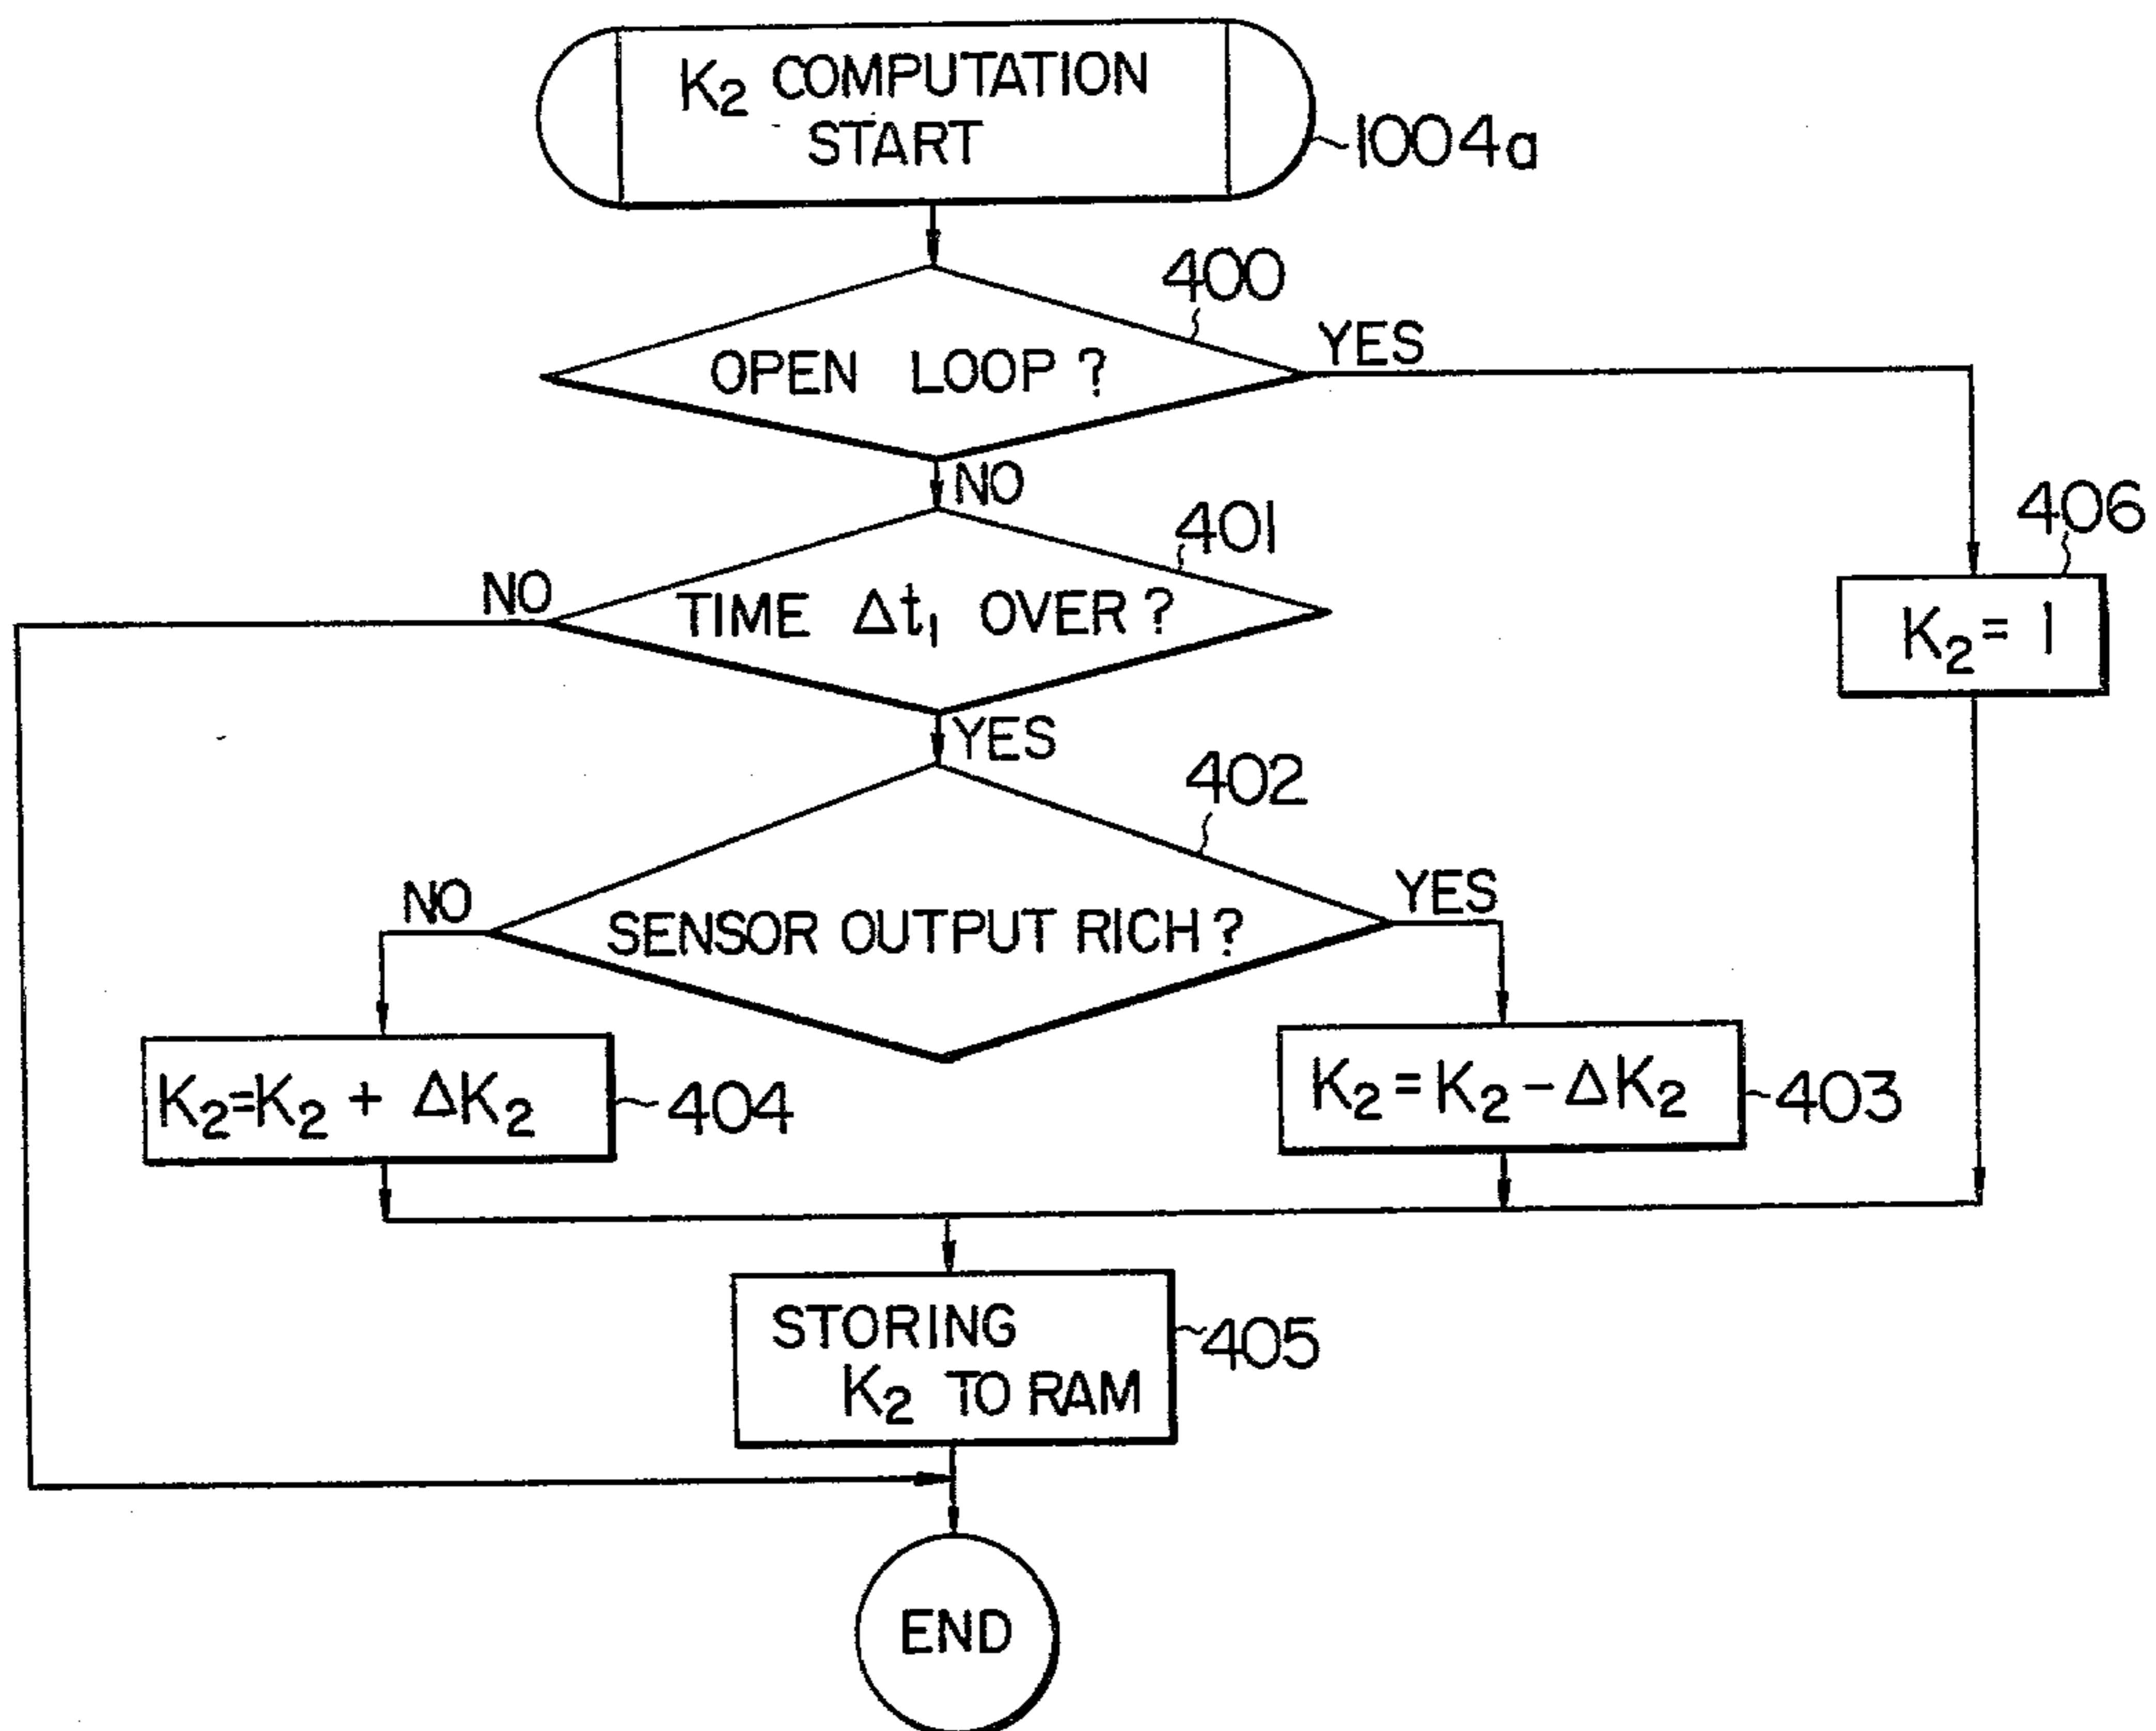 K₂ COMPUTATION
START
1004a
400
OPEN LOOP?
YES
NO
401
TIME Δt₁ OVER?
NO
406
K₂ = 1
YES
402
SENSOR OUTPUT RICH?
NO
YES
K₂=K₂ + ΔK₂
404
K₂ = K₂ - ΔK₂
403
STORING
K₂ TO RAM
405
END